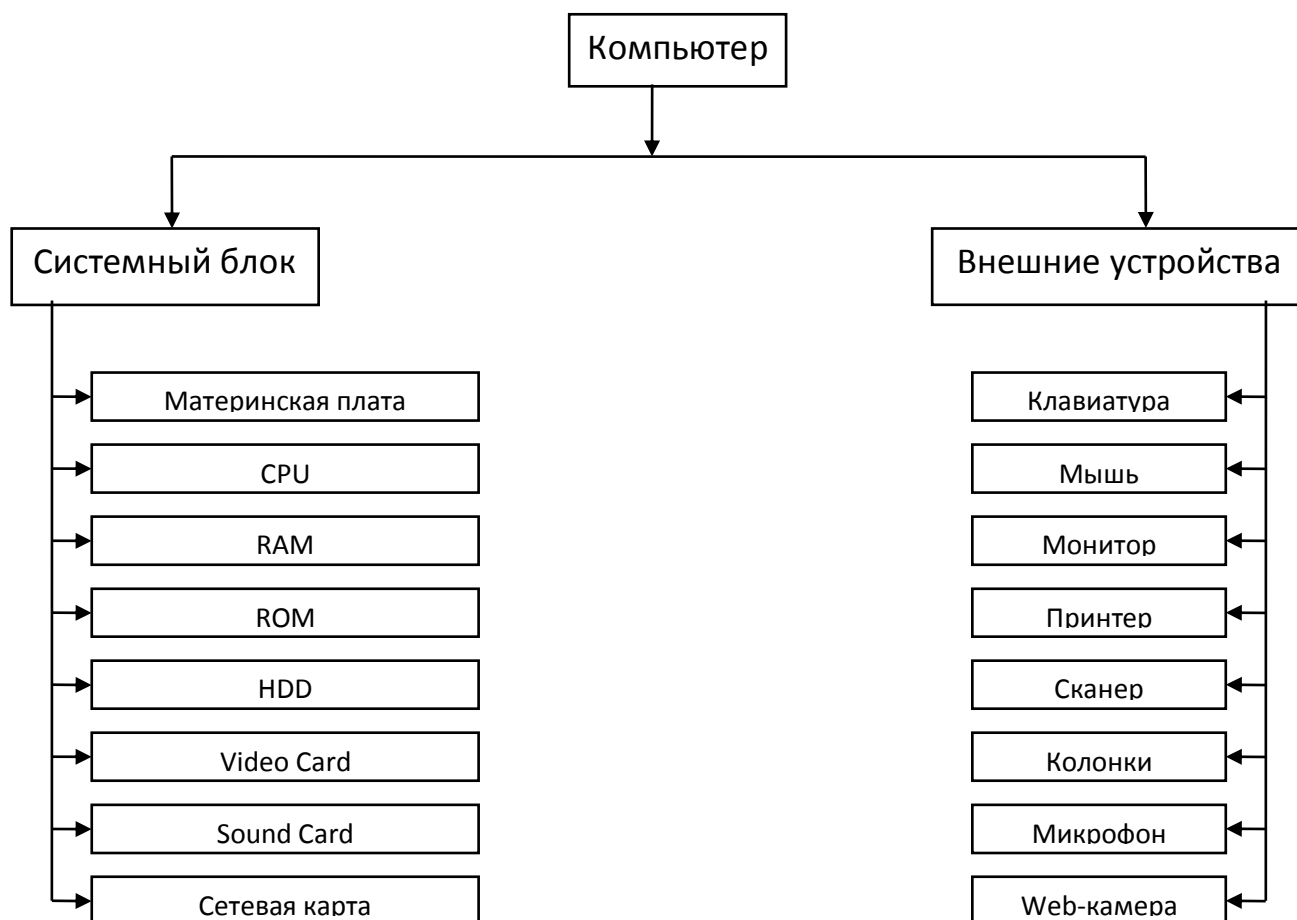 Компьютер
Системный блок
Внешние устройства
Материнская плата
CPU
RAM
ROM
HDD
Video Card
Sound Card
Сетевая карта
Клавиатура
Мышь
Монитор
Принтер
Сканер
Колонки
Микрофон
Web-камера